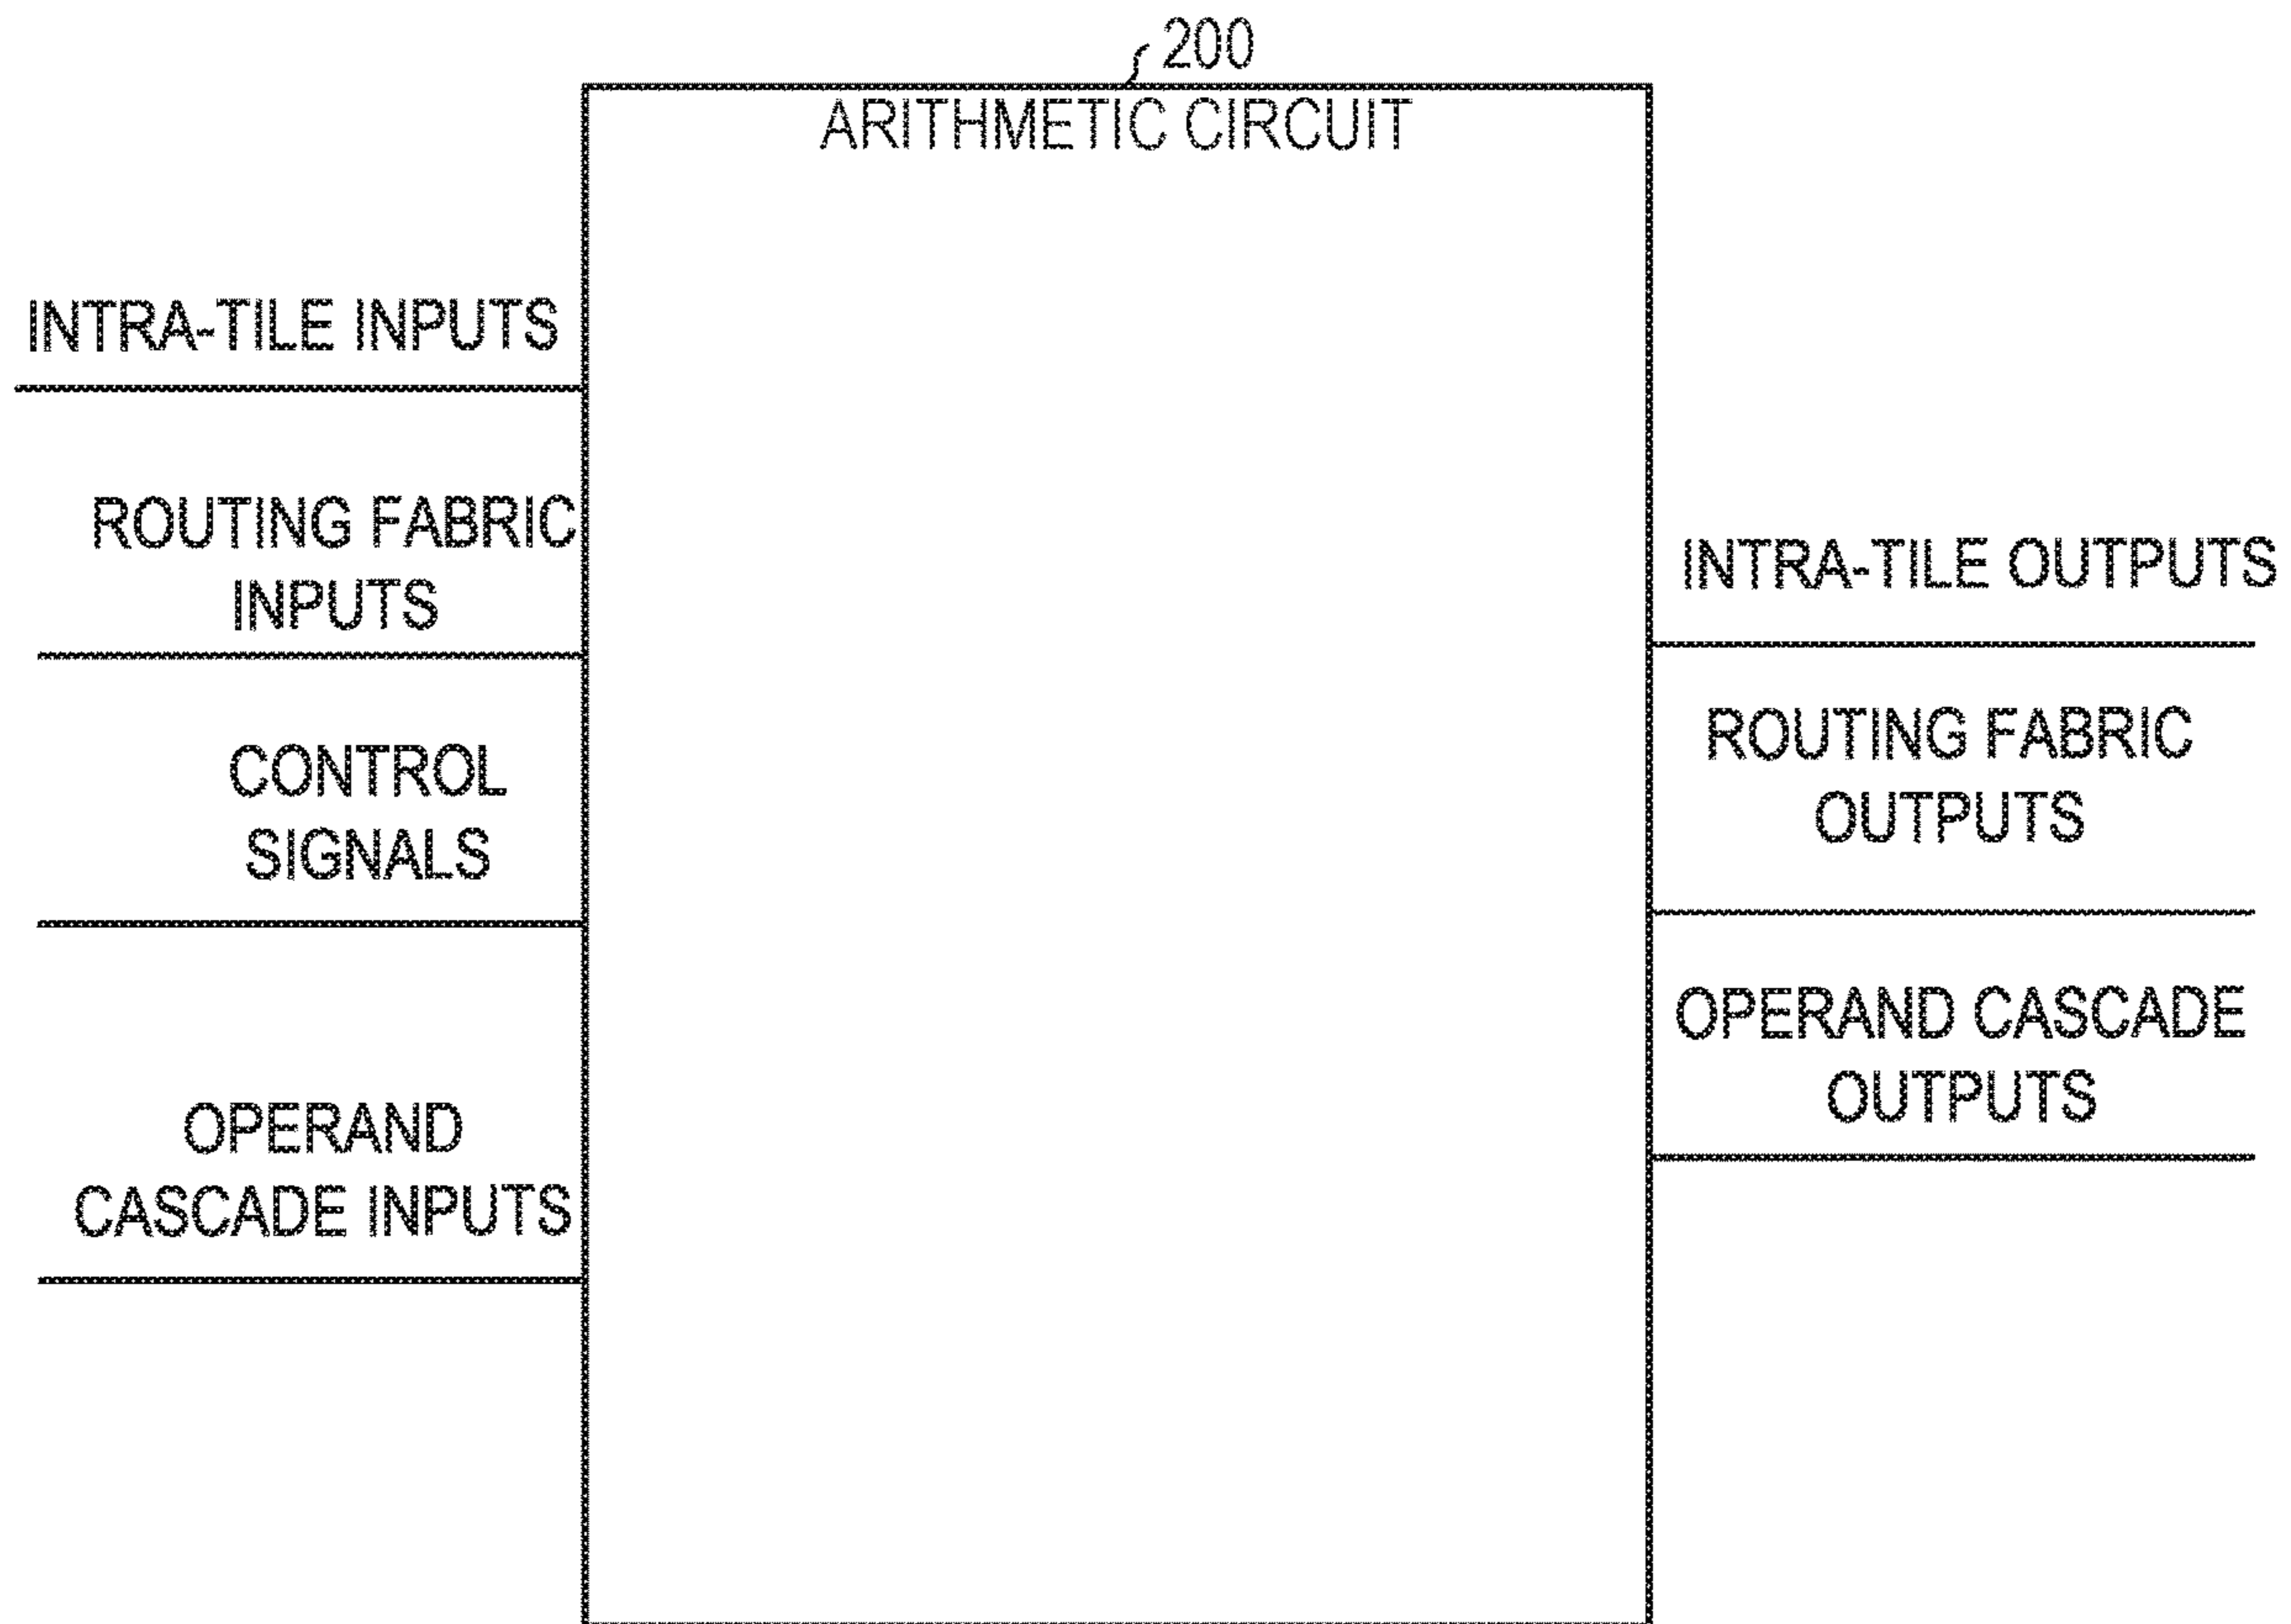 200
ARITHMETIC CIRCUIT
INTRA-TILE INPUTS
ROUTING FABRIC
INPUTS
CONTROL
SIGNALS
OPERAND
CASCADE INPUTS
INTRA-TILE OUTPUTS
ROUTING FABRIC
OUTPUTS
OPERAND CASCADE
OUTPUTS